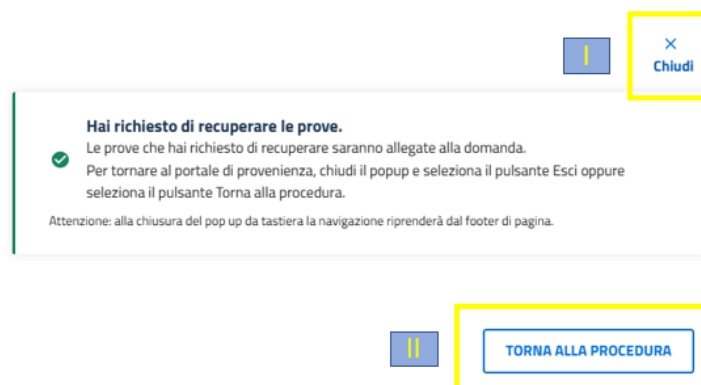 I
Chiudi
Hai richiesto di recuperare le prove.
Le prove che hai richiesto di recuperare saranno allegate alla domanda.
Per tornare al portale di provenienza, chiudi il popup e seleziona il pulsante Esci oppure
seleziona il pulsante Torna alla procedura.
Attenzione: alla chiusura del pop up da tastiera la navigazione riprenderà dal footer di pagina.
II
TORNA ALLA PROCEDURA